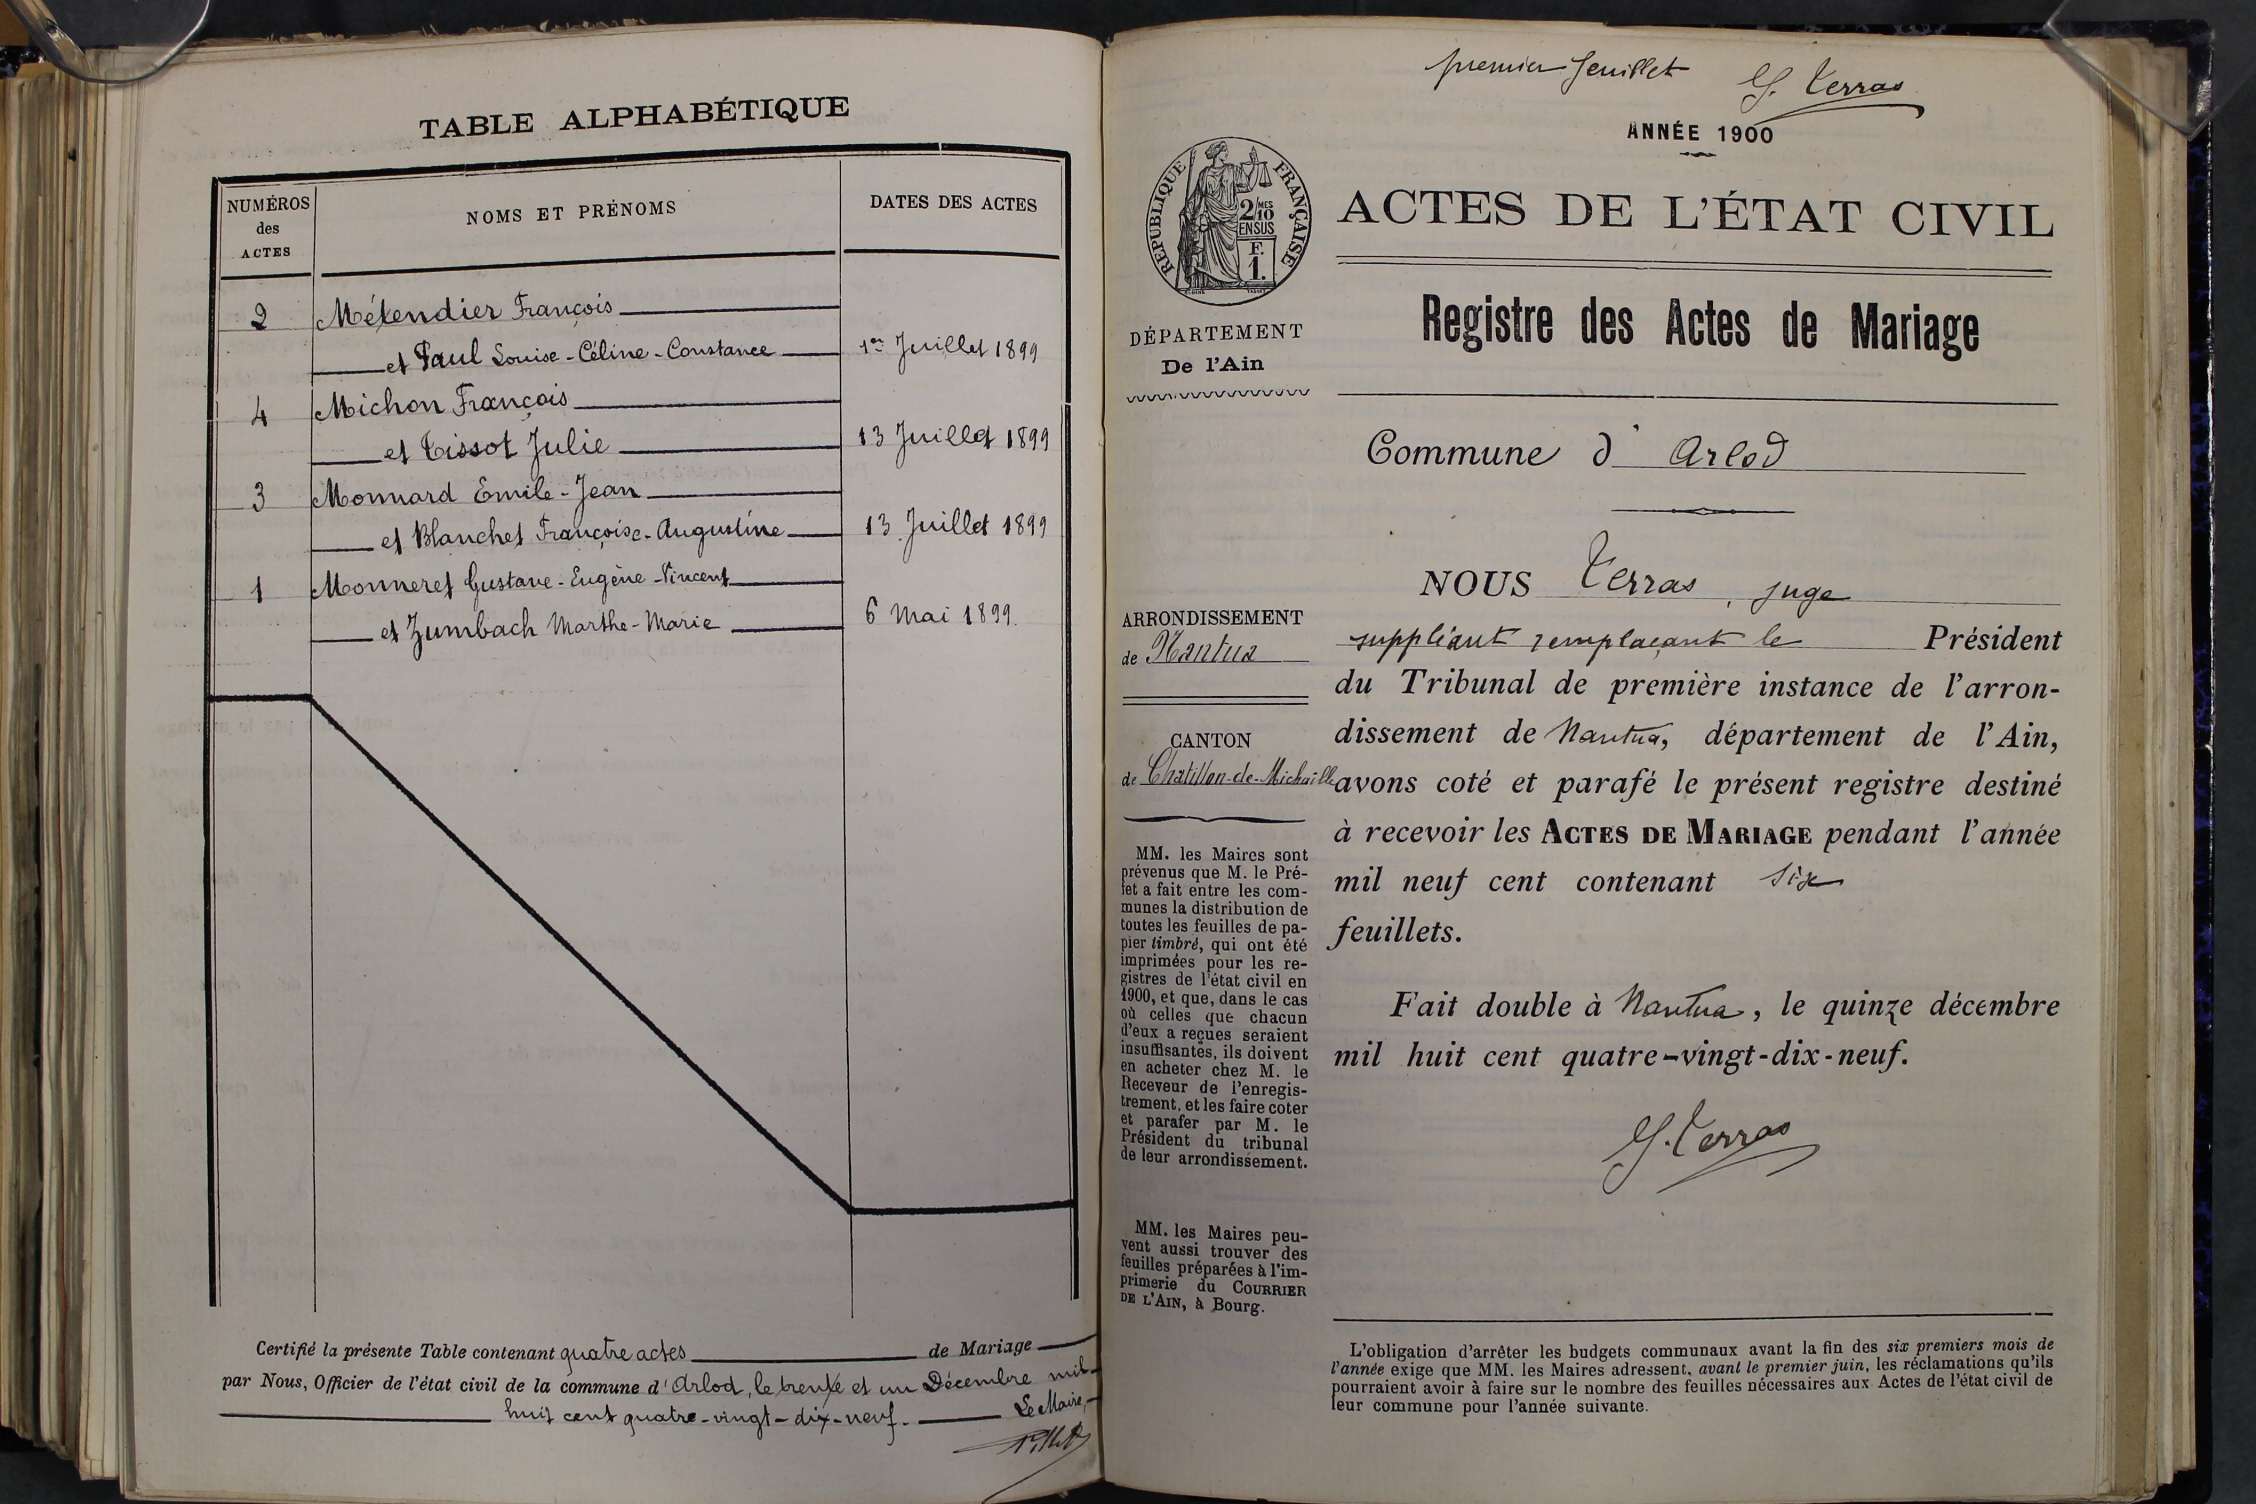 TABLE ALPHABÉTIQUE
NUMÉROS
des
ACTES
NOMS ET PRÉNOMS
DATES DES ACTES
2 Métendier François
et Paul Louise-Céline-Constance 1er Juillet 1899
4 Michon François
et Tissot Julie 13 Juillet 1899
3 Monnard Emile-Jean
et Blanchet Françoise-Augustine 13 Juillet 1899
1 Monneret Gustave-Eugène-Vincent
et Zumbach Marthe-Marie 6 Mai 1899.
Certifié la présente Table contenant quatre actes de Mariage
par Nous, Officier de l'état civil de la commune d'Arlod, le trente et un Décembre mil-
huit cent quatre-vingt-dix-neuf. Le Maire,
premier feuillet G. Terras
ANNÉE 1900
RÉPUBLIQUE FRANÇAISE
2/MES
10
EN SUS
F.
1.
ACTES DE L'ÉTAT CIVIL
DÉPARTEMENT
De l'Ain
Registre des Actes de Mariage
Commune d'Arlod
ARRONDISSEMENT
de Nantua
CANTON
de Chatillon-de-Michaille
MM. les Maires sont
prévenus que M. le Pré-
fet a fait entre les com-
munes la distribution de
toutes les feuilles de pa-
pier timbré, qui ont été
imprimées pour les re-
gistres de l'état civil en
1900, et que, dans le cas
où celles que chacun
d'eux a reçues seraient
insuffisantes, ils doivent
en acheter chez M. le
Receveur de l'enregis-
trement, et les faire coter
et parafer par M. le
Président du tribunal
de leur arrondissement.
MM. les Maires peu-
vent aussi trouver des
feuilles préparées à l'im-
primerie du COURRIER
DE L'AIN, à Bourg.
NOUS Terras, juge
suppléant remplaçant le Président
du Tribunal de première instance de l'arron-
dissement de Nantua, département de l'Ain,
avons coté et parafé le présent registre destiné
à recevoir les ACTES DE MARIAGE pendant l'année
mil neuf cent contenant six
feuillets.
Fait double à Nantua, le quinze décembre
mil huit cent quatre-vingt-dix-neuf.
G. Terras
L'obligation d'arrêter les budgets communaux avant la fin des six premiers mois de
l'année exige que MM. les Maires adressent, avant le premier juin, les réclamations qu'ils
pourraient avoir à faire sur le nombre des feuilles nécessaires aux Actes de l'état civil de
leur commune pour l'année suivante.